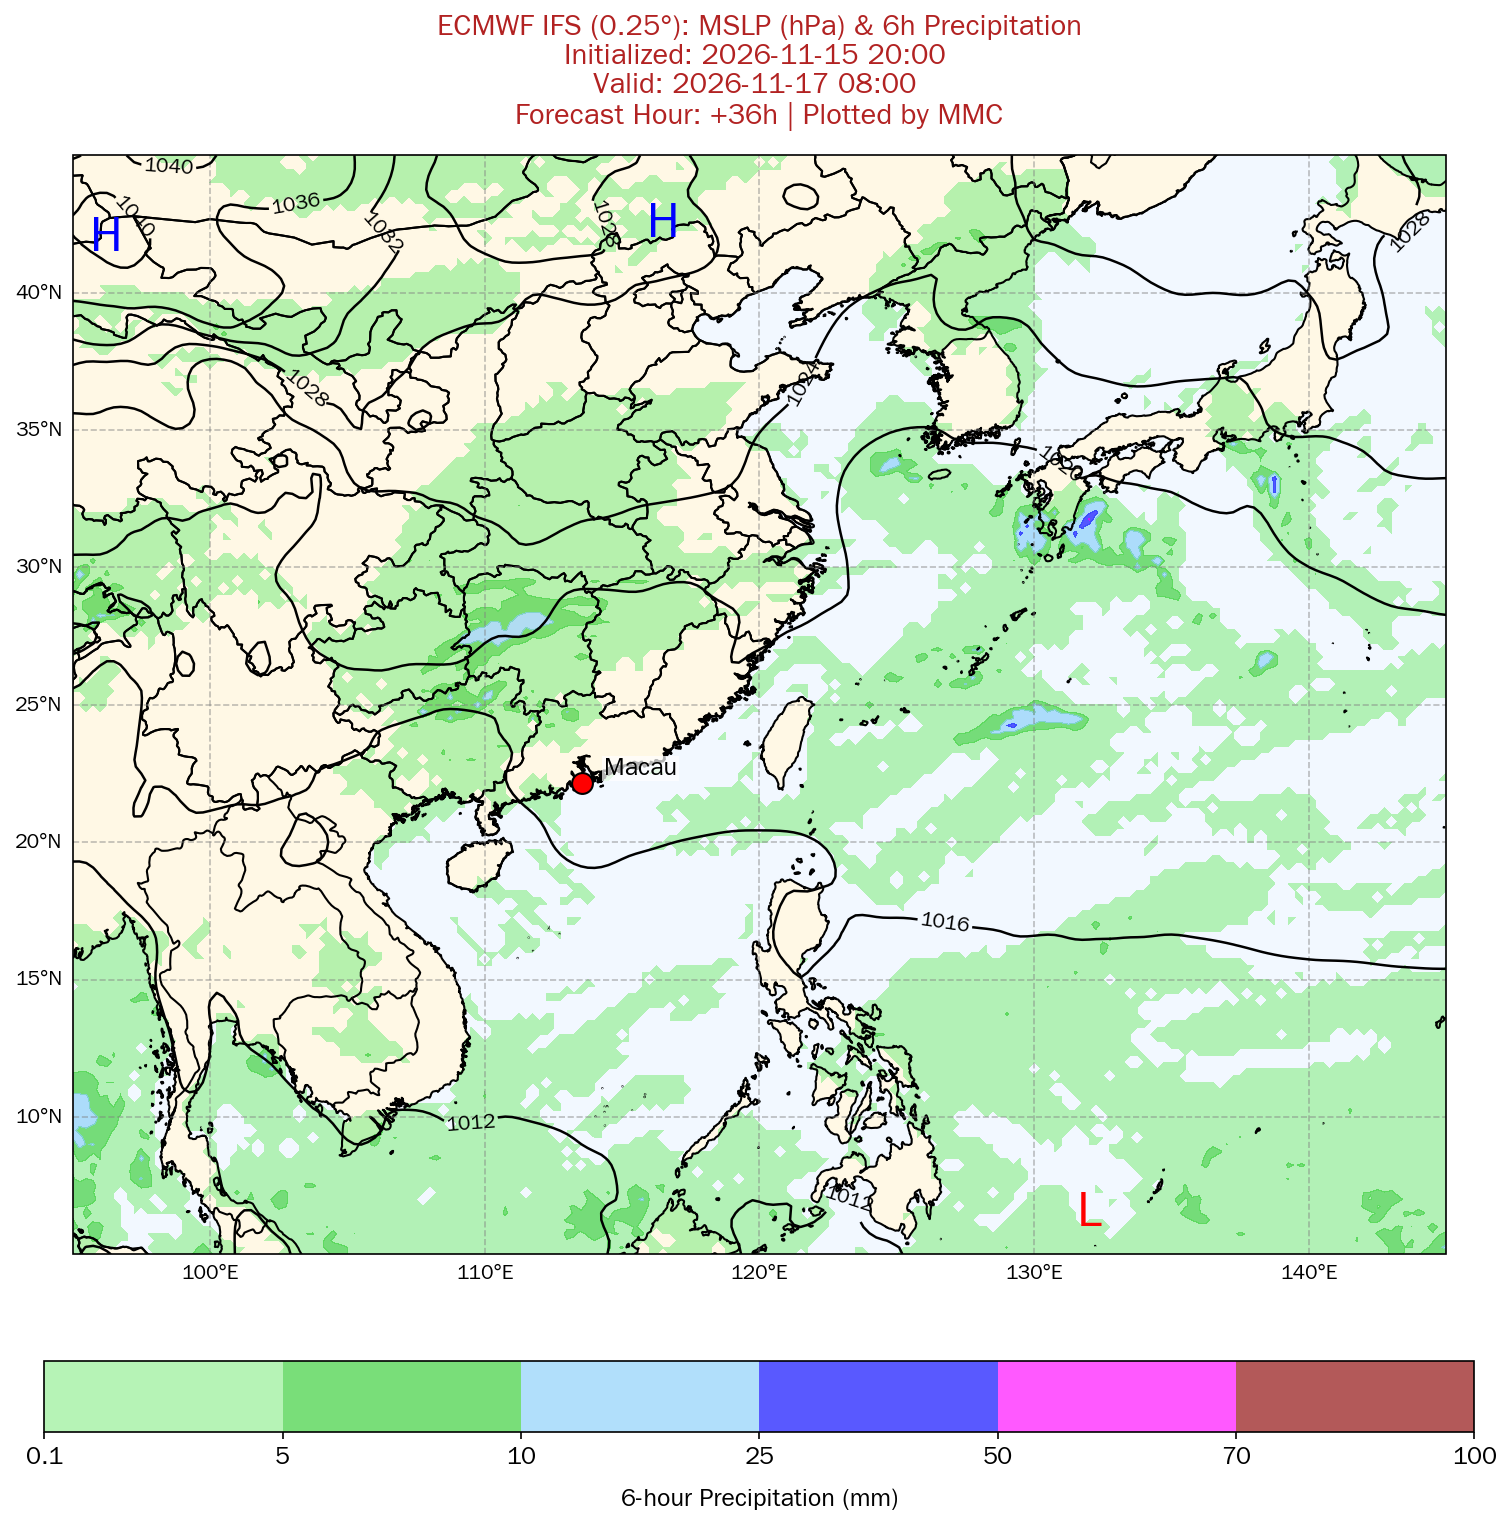 ECMWF IFS (0.25°): MSLP (hPa) & 6h Precipitation
Initialized: 2026-11-15 20:00
Valid: 2026-11-17 08:00
Forecast Hour: +36h | Plotted by MMC
1040
1036
1040
1032
1028
1028
H
H
40°N
1028
1024
35°N
1020
30°N
25°N
Macau
20°N
1016
15°N
10°N
1012
1012
L
100°E
110°E
120°E
130°E
140°E
0.1
5
10
25
50
70
100
6-hour Precipitation (mm)